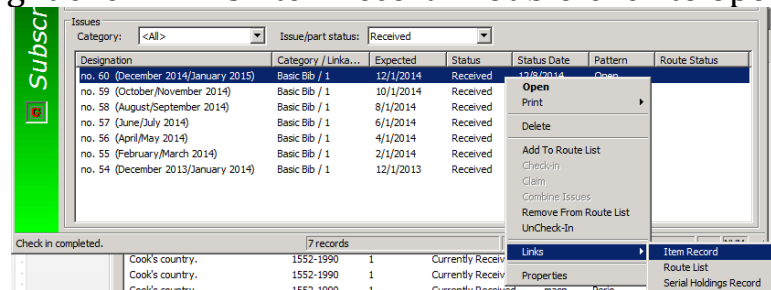 Issues
Category: <All> Issue/part status: Received
Designation Category / Linka... Expected Status Status Date Pattern Route Status
no. 60 (December 2014/January 2015) Basic Bib / 1 12/1/2014 Received 12/8/2014 Open
no. 59 (October/November 2014) Basic Bib / 1 10/1/2014 Received
no. 58 (August/September 2014) Basic Bib / 1 8/1/2014 Received
no. 57 (June/July 2014) Basic Bib / 1 6/1/2014 Received
no. 56 (April/May 2014) Basic Bib / 1 4/1/2014 Received
no. 55 (February/March 2014) Basic Bib / 1 2/1/2014 Received
no. 54 (December 2013/January 2014) Basic Bib / 1 12/1/2013 Received
Subscr
Open
Print
Delete
Add To Route List
Check-in
Claim
Combine Issues
Remove From Route List
UnCheck-In
Links
Properties
Item Record
Route List
Serial Holdings Record
Check in completed. 7 records
Cook's country. 1552-1990 1 Currently Receiv
Cook's country. 1552-1990 1 Currently Receiv